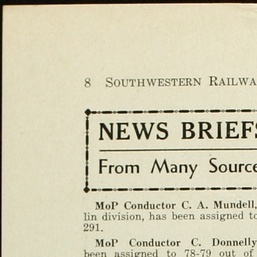 8 SOUTHWESTERN RAILWA
NEWS BRIEFS
From Many Source
MoP Conductor C. A. Mundell,
lin division, has been assigned to
291.
MoP Conductor C. Donnelly
been assigned to 78-79 out of